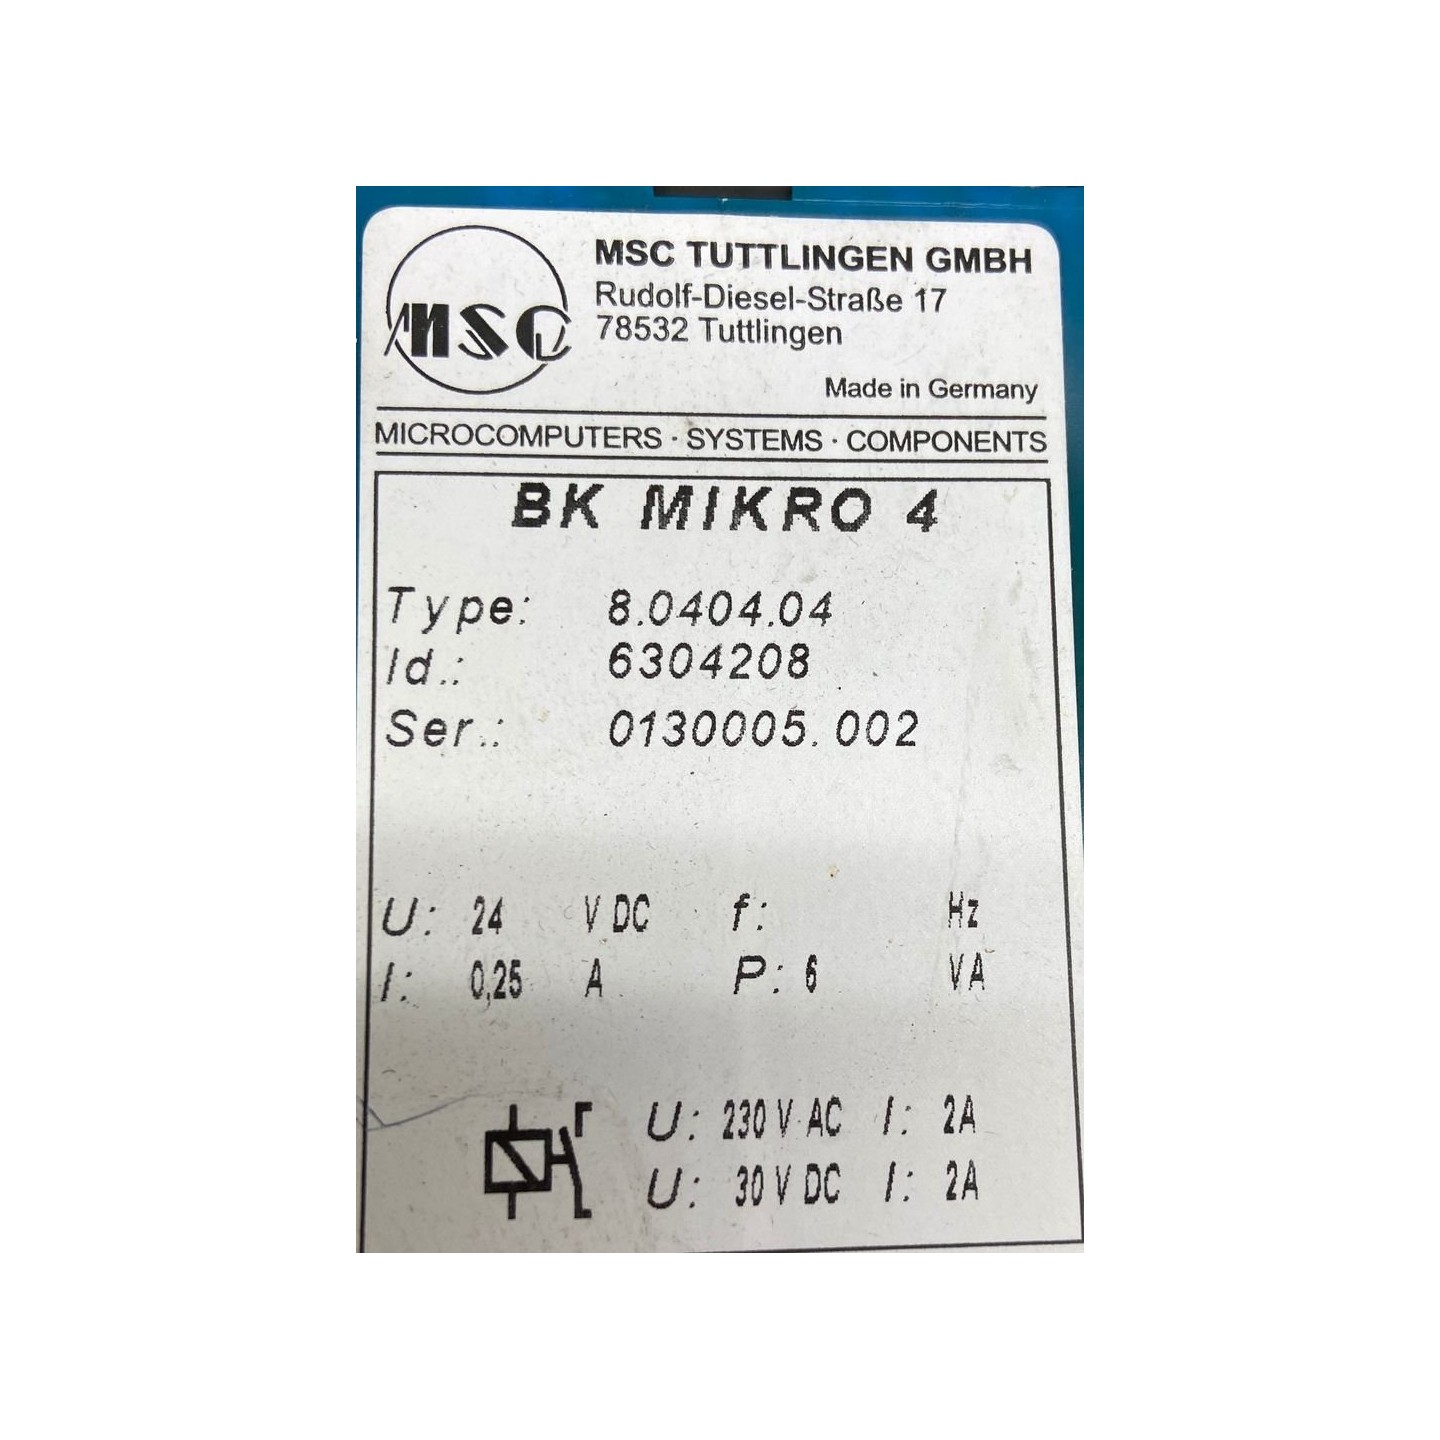 MSC
MSC TUTTLINGEN GMBH
Rudolf-Diesel-Straße 17
78532 Tuttlingen
Made in Germany
MICROCOMPUTERS · SYSTEMS · COMPONENTS
BK MIKRO 4
Type: 8.0404.04
Id.: 6304208
Ser.: 0130005.002
U: 24 V DC f: Hz
I: 0,25 A P: 6 VA
U: 230 V AC I: 2A
U: 30 V DC I: 2A